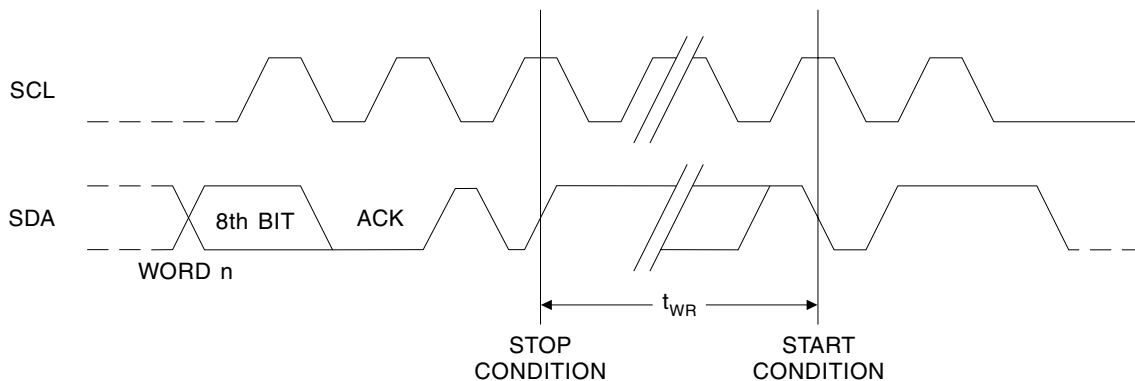 SCL
SDA
8th BIT
ACK
WORD n
tWR
STOP
CONDITION
START
CONDITION